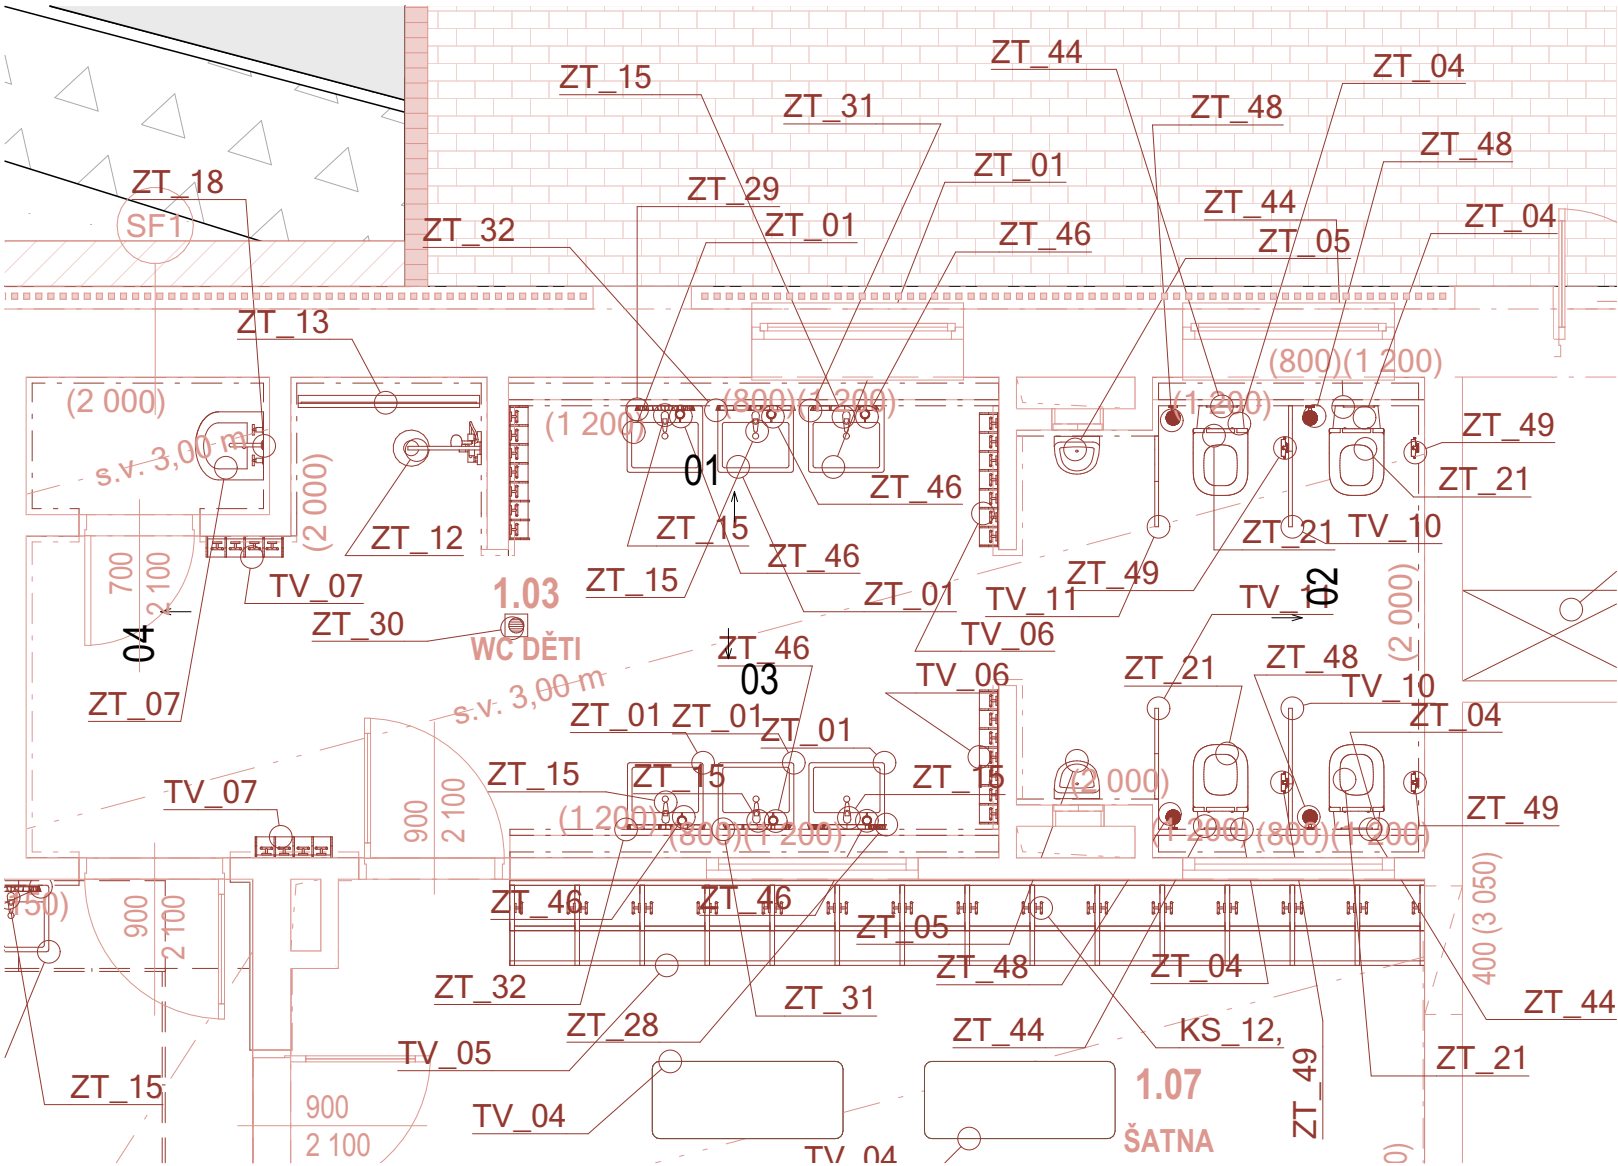 ZT_44
ZT_04
ZT_15
ZT_31
ZT_48
ZT_48
ZT_18
ZT_29
ZT_01
ZT_44
ZT_04
SF1
ZT_32
ZT_01
ZT_46
ZT_05
ZT_13
(800)(1 200)
(2 000)
(1 200)
(800)(1 200)
(1 200)
ZT_49
s.v. 3,00 m
01
ZT_46
ZT_21
(2 000)
ZT_12
ZT_15
ZT_21
TV_10
700
2 100
TV_07
ZT_15
ZT_46
ZT_49
1.03
ZT_01
TV_11
TV_11
02
(2 000)
ZT_30
WC DĚTI
TV_06
04
ZT_46
03
TV_06
ZT_21
ZT_48
TV_10
ZT_07
s.v. 3,00 m
ZT_01
ZT_01
ZT_01
ZT_04
ZT_15
ZT_15
ZT_15
(2 000)
TV_07
900
2 100
(1 200)
(800)(1 200)
(1 200)
(800)(1 200)
ZT_49
150)
900
2 100
ZT_46
ZT_46
ZT_05
400 (3 050)
ZT_48
ZT_04
ZT_32
ZT_31
ZT_44
ZT_28
ZT_44
KS_12,
TV_05
ZT_21
ZT_15
ZT_49
1.07
900
TV_04
2 100
ŠATNA
TV_04